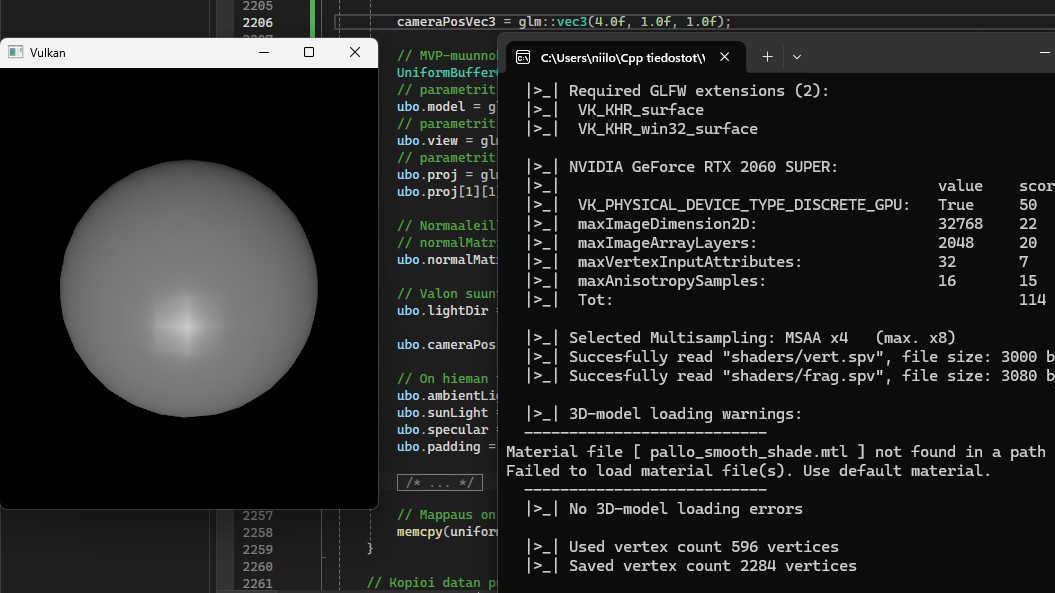 2205
2206
cameraPosVec3 = glm::vec3(4.0f, 1.0f, 1.0f);
Vulkan
// MVP-muunno
UniformBuffer
// parametrit
ubo.model = g
// parametrit
ubo.view = glm
// parametrit
ubo.proj = glm
ubo.proj[1][1
// Normaaleil
// normalMatr
ubo.normalMat
// Valon suun
ubo.lightDir =
ubo.cameraPos
// On hieman
ubo.ambientLi
ubo.sunLight =
ubo.specular =
ubo.padding =
/* ... */
2257
// Mappaus on
2258
memcpy(unifor
2259
}
2260
2261
// Kopioi datan p
C:\Users\niilo\Cpp tiedostot\
|>_| Required GLFW extensions (2):
|>_|  VK_KHR_surface
|>_|  VK_KHR_win32_surface
|>_| NVIDIA GeForce RTX 2060 SUPER:
|>_| value scor
|>_|  VK_PHYSICAL_DEVICE_TYPE_DISCRETE_GPU: True 50
|>_|  maxImageDimension2D: 32768 22
|>_|  maxImageArrayLayers: 2048 20
|>_|  maxVertexInputAttributes: 32 7
|>_|  maxAnisotropySamples: 16 15
|>_|  Tot: 114
|>_| Selected Multisampling: MSAA x4 (max. x8)
|>_| Succesfully read "shaders/vert.spv", file size: 3000 b
|>_| Succesfully read "shaders/frag.spv", file size: 3080 b
|>_| 3D-model loading warnings:
---------------------------
Material file [ pallo_smooth_shade.mtl ] not found in a path
Failed to load material file(s). Use default material.
---------------------------
|>_| No 3D-model loading errors
|>_| Used vertex count 596 vertices
|>_| Saved vertex count 2284 vertices